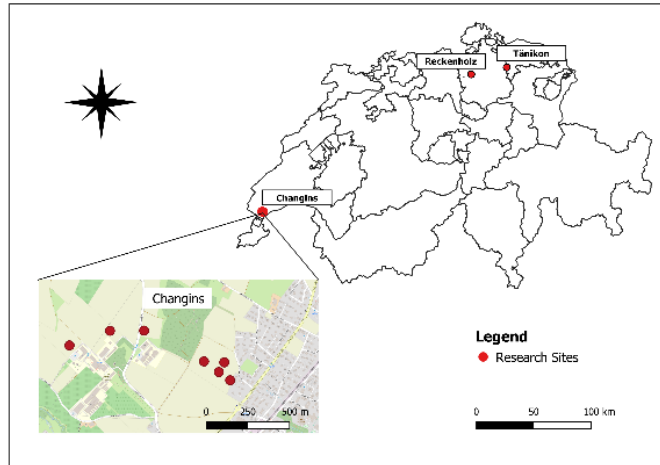 Tänikon
Reckenholz
Changins
Changins
Legend
Research Sites
0 250 500 m
0 50 100 km